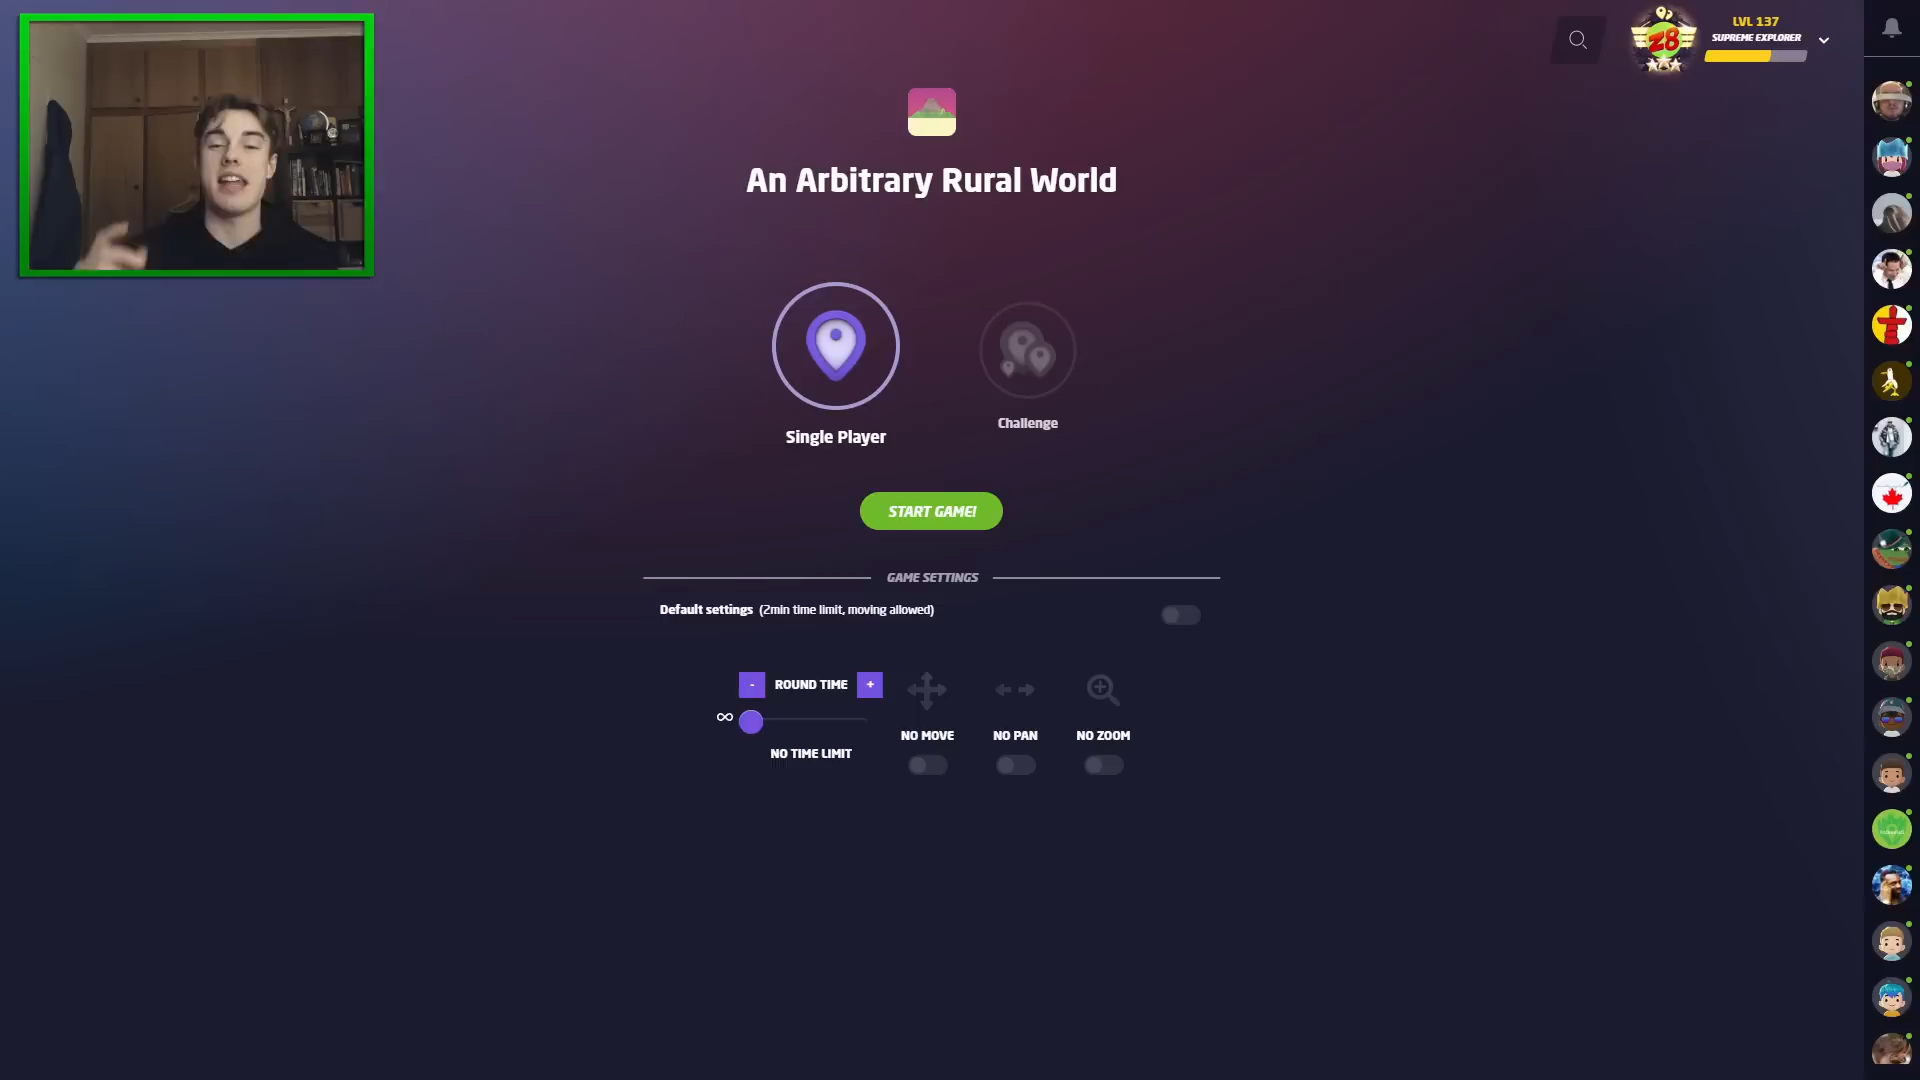 LVL 137
SUPREME EXPLORER
Z8
An Arbitrary Rural World
Single Player
Challenge
START GAME!
GAME SETTINGS
Default settings (2min time limit, moving allowed)
- ROUND TIME +
∞
NO TIME LIMIT
NO MOVE
NO PAN
NO ZOOM